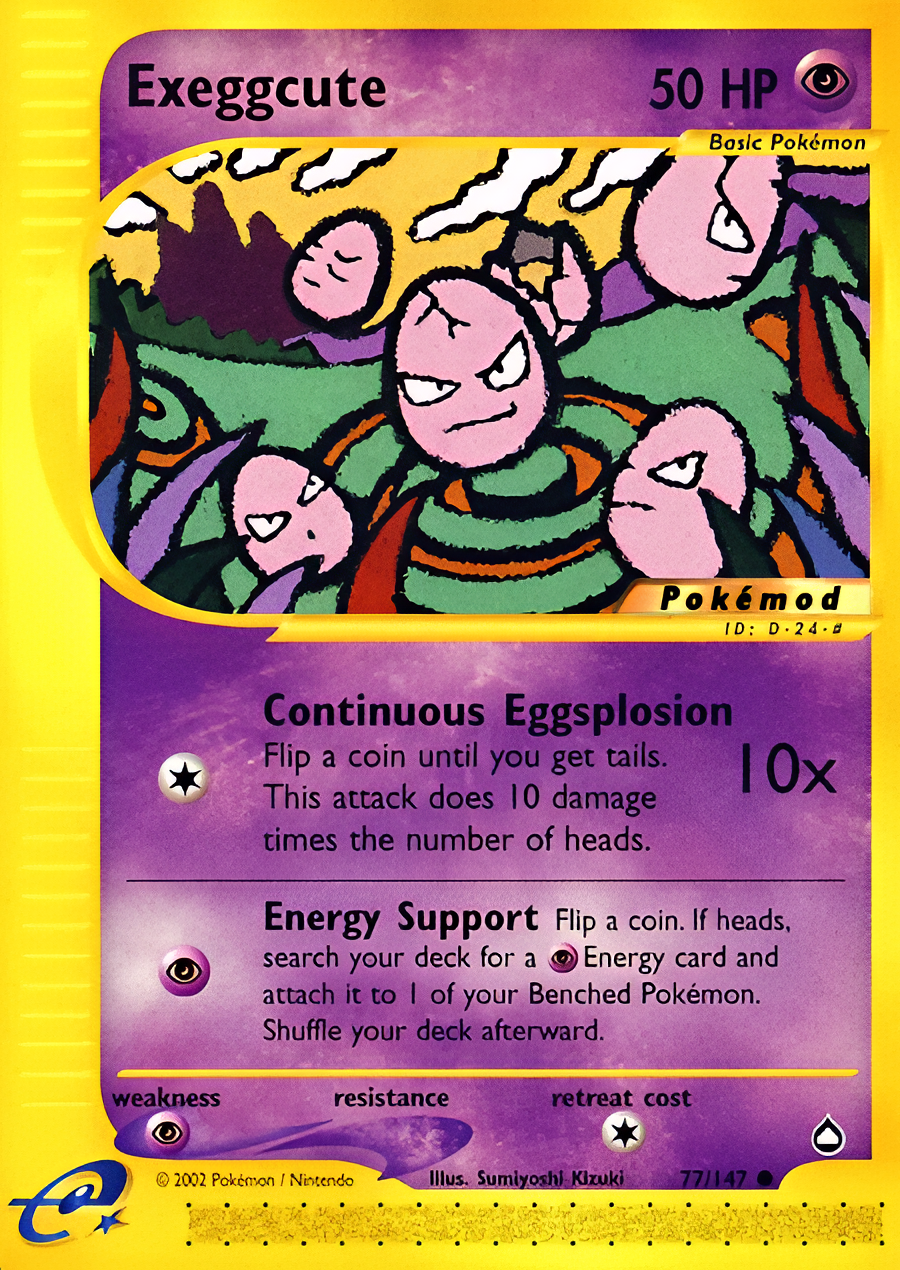 Exeggcute 50 HP
Basic Pokémon
Pokémod
ID: D-24-#
Continuous Eggsplosion
Flip a coin until you get tails.
This attack does 10 damage
times the number of heads.
10x
Energy Support Flip a coin. If heads,
search your deck for a Energy card and
attach it to 1 of your Benched Pokémon.
Shuffle your deck afterward.
weakness resistance retreat cost
© 2002 Pokémon / Nintendo Illus. Sumiyoshi Kizuki 77/147